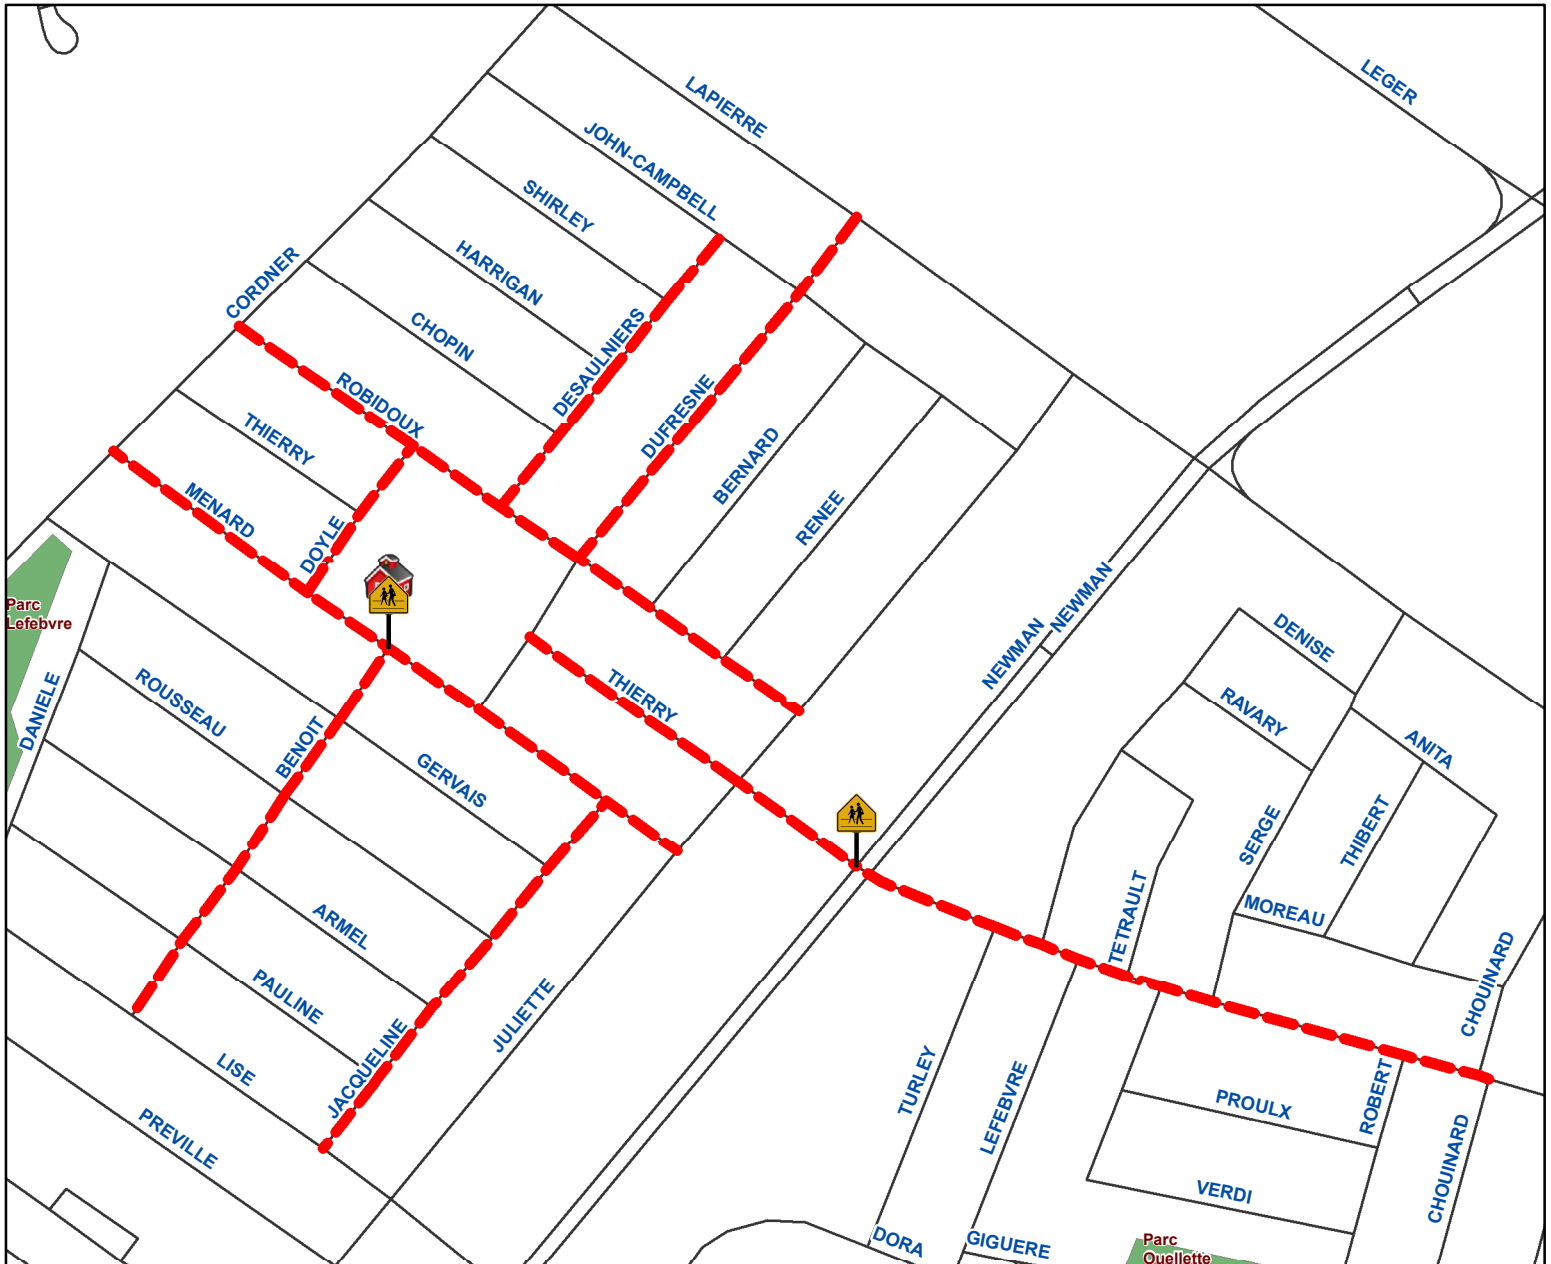 LEGER
LAPIERRE
JOHN-CAMPBELL
SHIRLEY
HARRIGAN
CORDNER
CHOPIN
DESAULNIERS
ROBIDOUX
DUFRESNE
THIERRY
BERNARD
MENARD
RENEE
DOYLE
Parc
Lefebvre
NEWMAN
NEWMAN
DENISE
DANIELE
ROUSSEAU
THIERRY
RAVARY
BENOIT
GERVAIS
ANITA
SERGE
THIBERT
ARMEL
TETRAULT
MOREAU
PAULINE
JULIETTE
CHOUINARD
LISE
JACQUELINE
TURLEY
LEFEBVRE
PROULX
ROBERT
PREVILLE
CHOUINARD
VERDI
DORA
GIGUERE
Parc
Ouellette